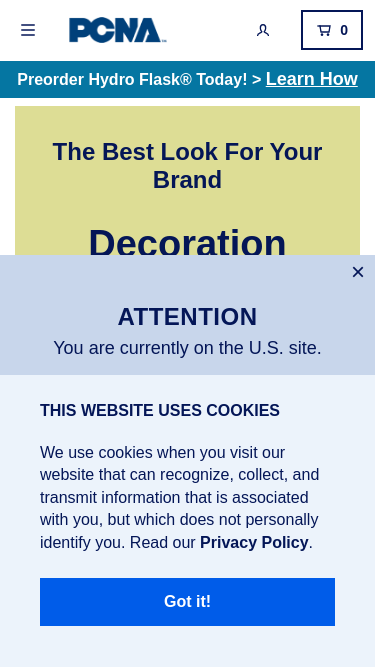 PCNA
0
Preorder Hydro Flask® Today! > Learn How
The Best Look For Your
Brand
Decoration
ATTENTION
You are currently on the U.S. site.
THIS WEBSITE USES COOKIES
We use cookies when you visit our
website that can recognize, collect, and
transmit information that is associated
with you, but which does not personally
identify you. Read our Privacy Policy.
Got it!